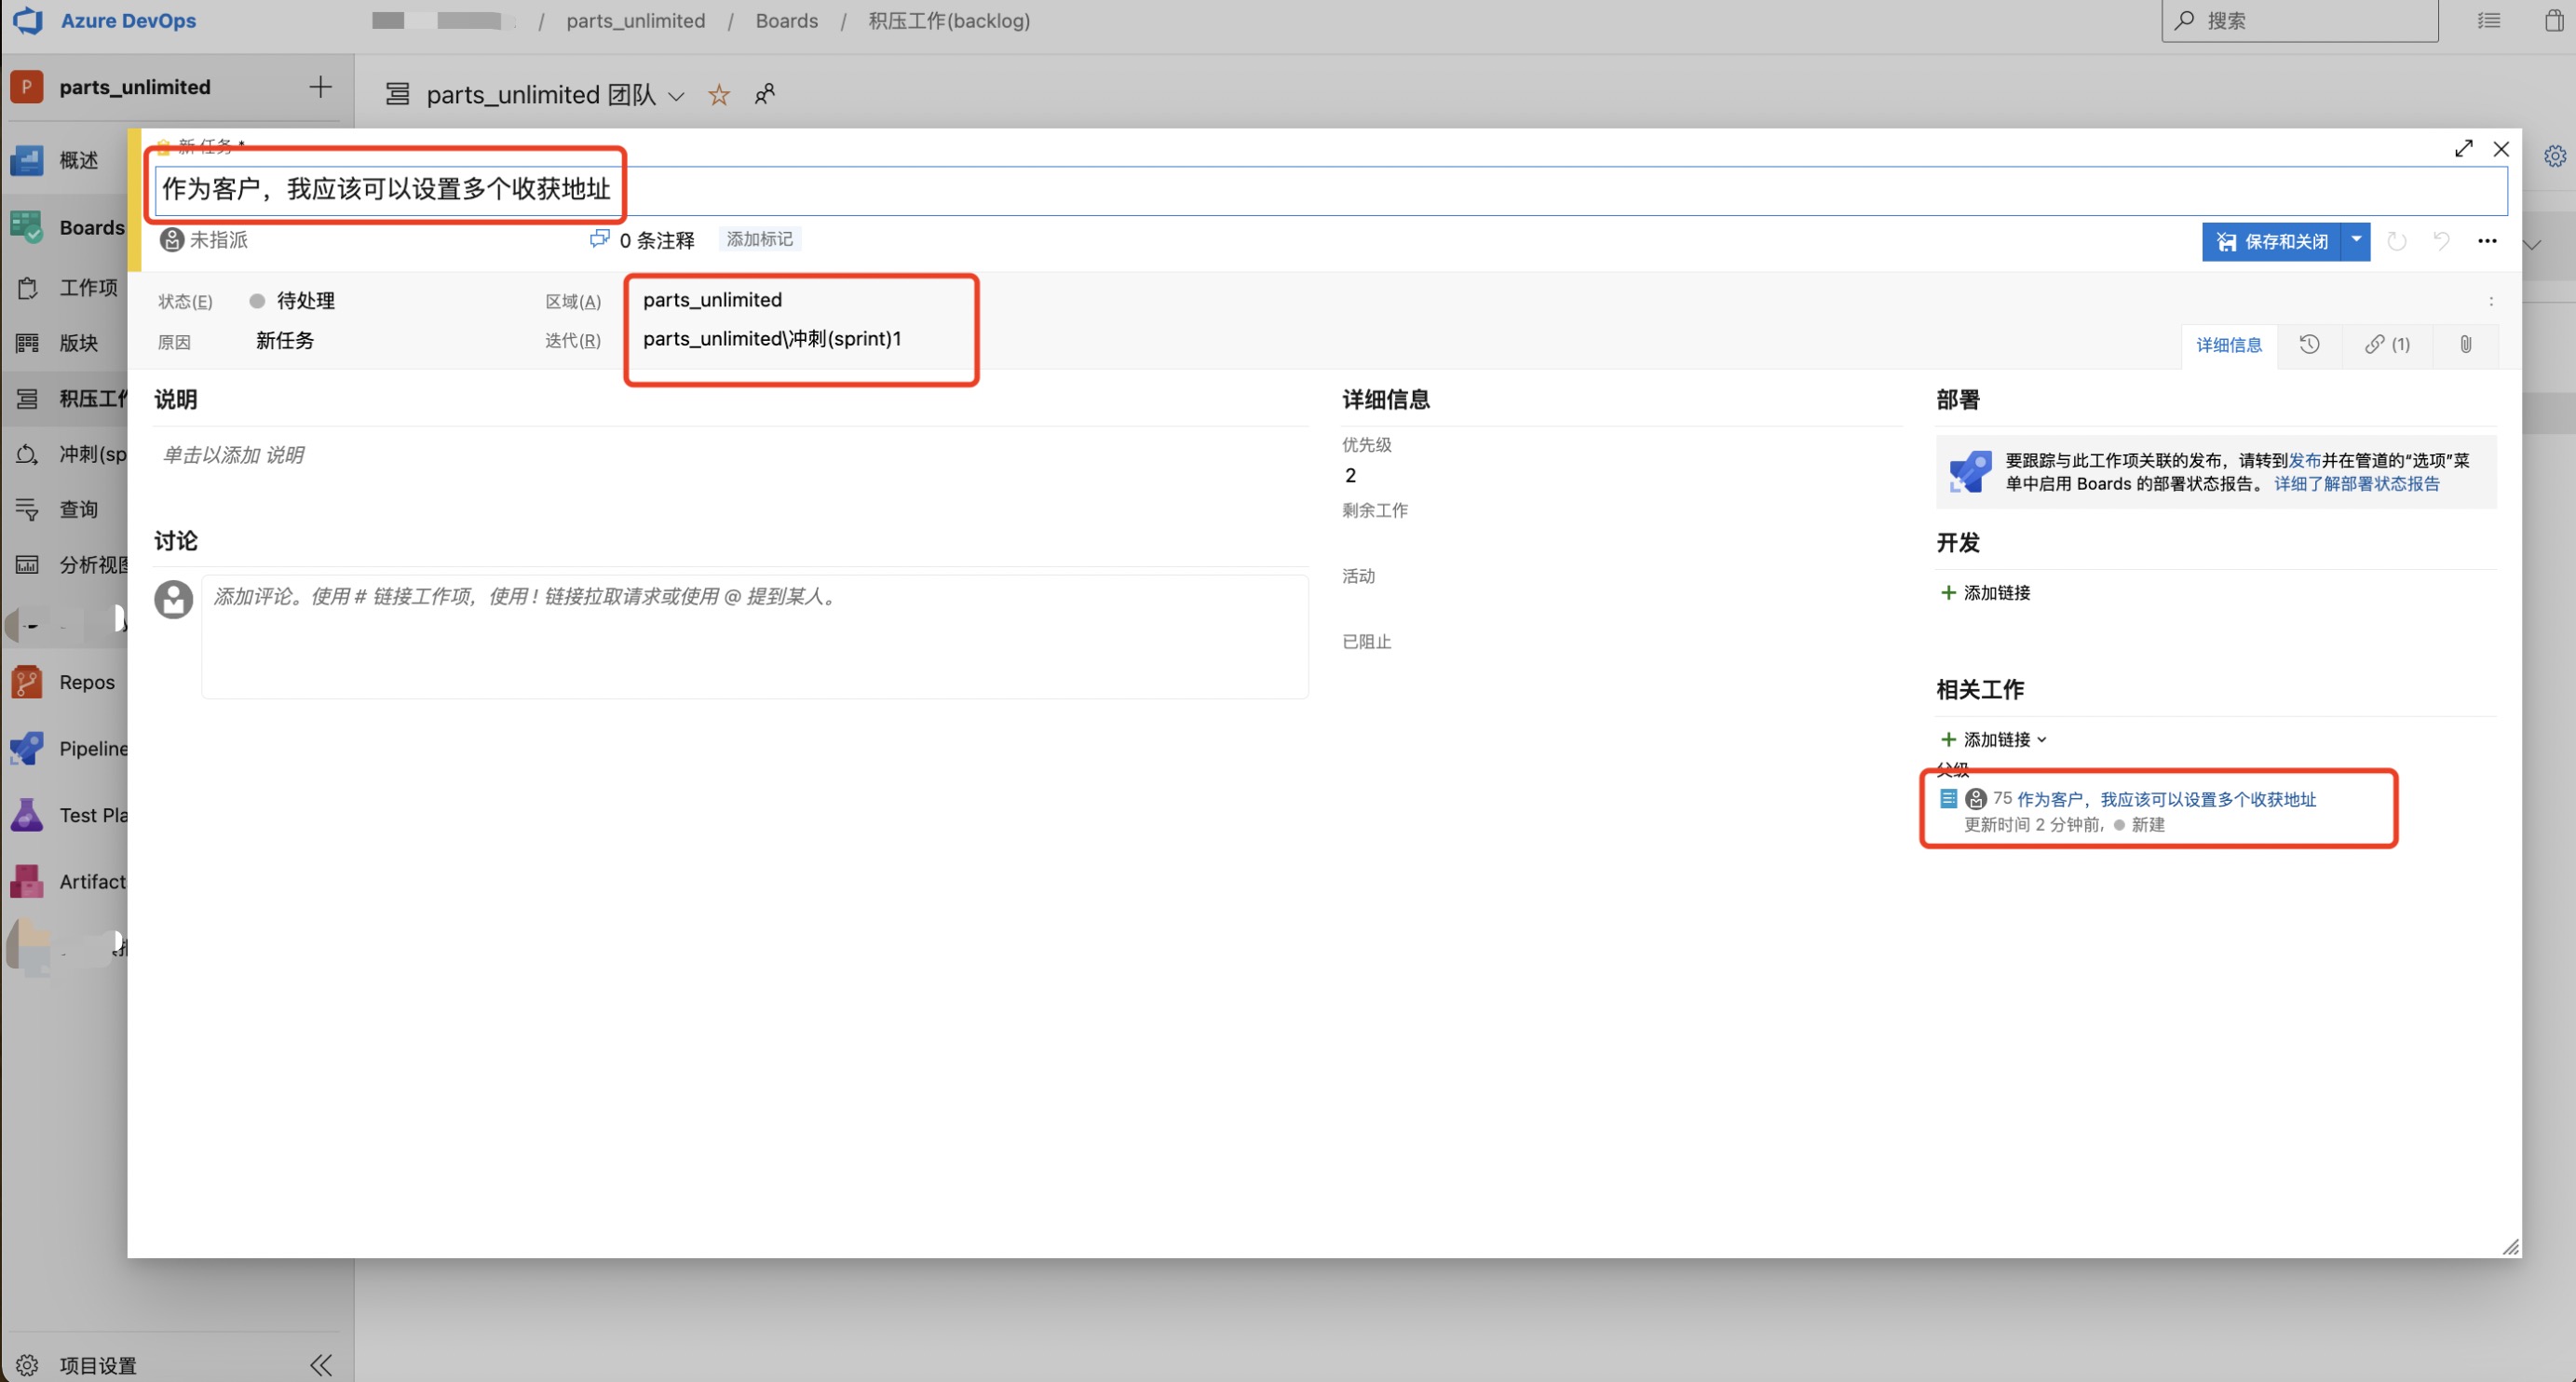 Azure DevOps
/ parts_unlimited / Boards / 积压工作(backlog)
搜索
P parts_unlimited
parts_unlimited 团队
概述
Boards
工作项
版块
积压工作
冲刺(sp
查询
分析视图
Repos
Pipeline
Test Pla
Artifact
项目设置
新 任务 *
作为客户，我应该可以设置多个收获地址
未指派
0 条注释
添加标记
保存和关闭
状态(E) 待处理
区域(A) parts_unlimited
原因 新任务
迭代(R) parts_unlimited\冲刺(sprint)1
详细信息
(1)
说明
单击以添加 说明
讨论
添加评论。使用 # 链接工作项，使用 ! 链接拉取请求或使用 @ 提到某人。
详细信息
优先级
2
剩余工作
活动
已阻止
部署
要跟踪与此工作项关联的发布，请转到发布并在管道的“选项”菜
单中启用 Boards 的部署状态报告。 详细了解部署状态报告
开发
添加链接
相关工作
添加链接
父级
75 作为客户，我应该可以设置多个收获地址
更新时间 2 分钟前, 新建